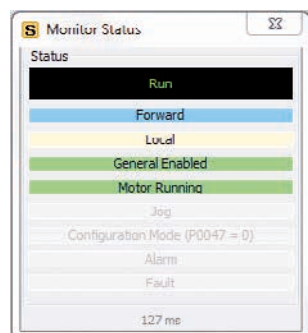 S Monitor Status
Status
Run
Forward
Local
General Enabled
Motor Running
Jog
Configuration Mode (P0047 = 0)
Alarm
Fault
127 ms